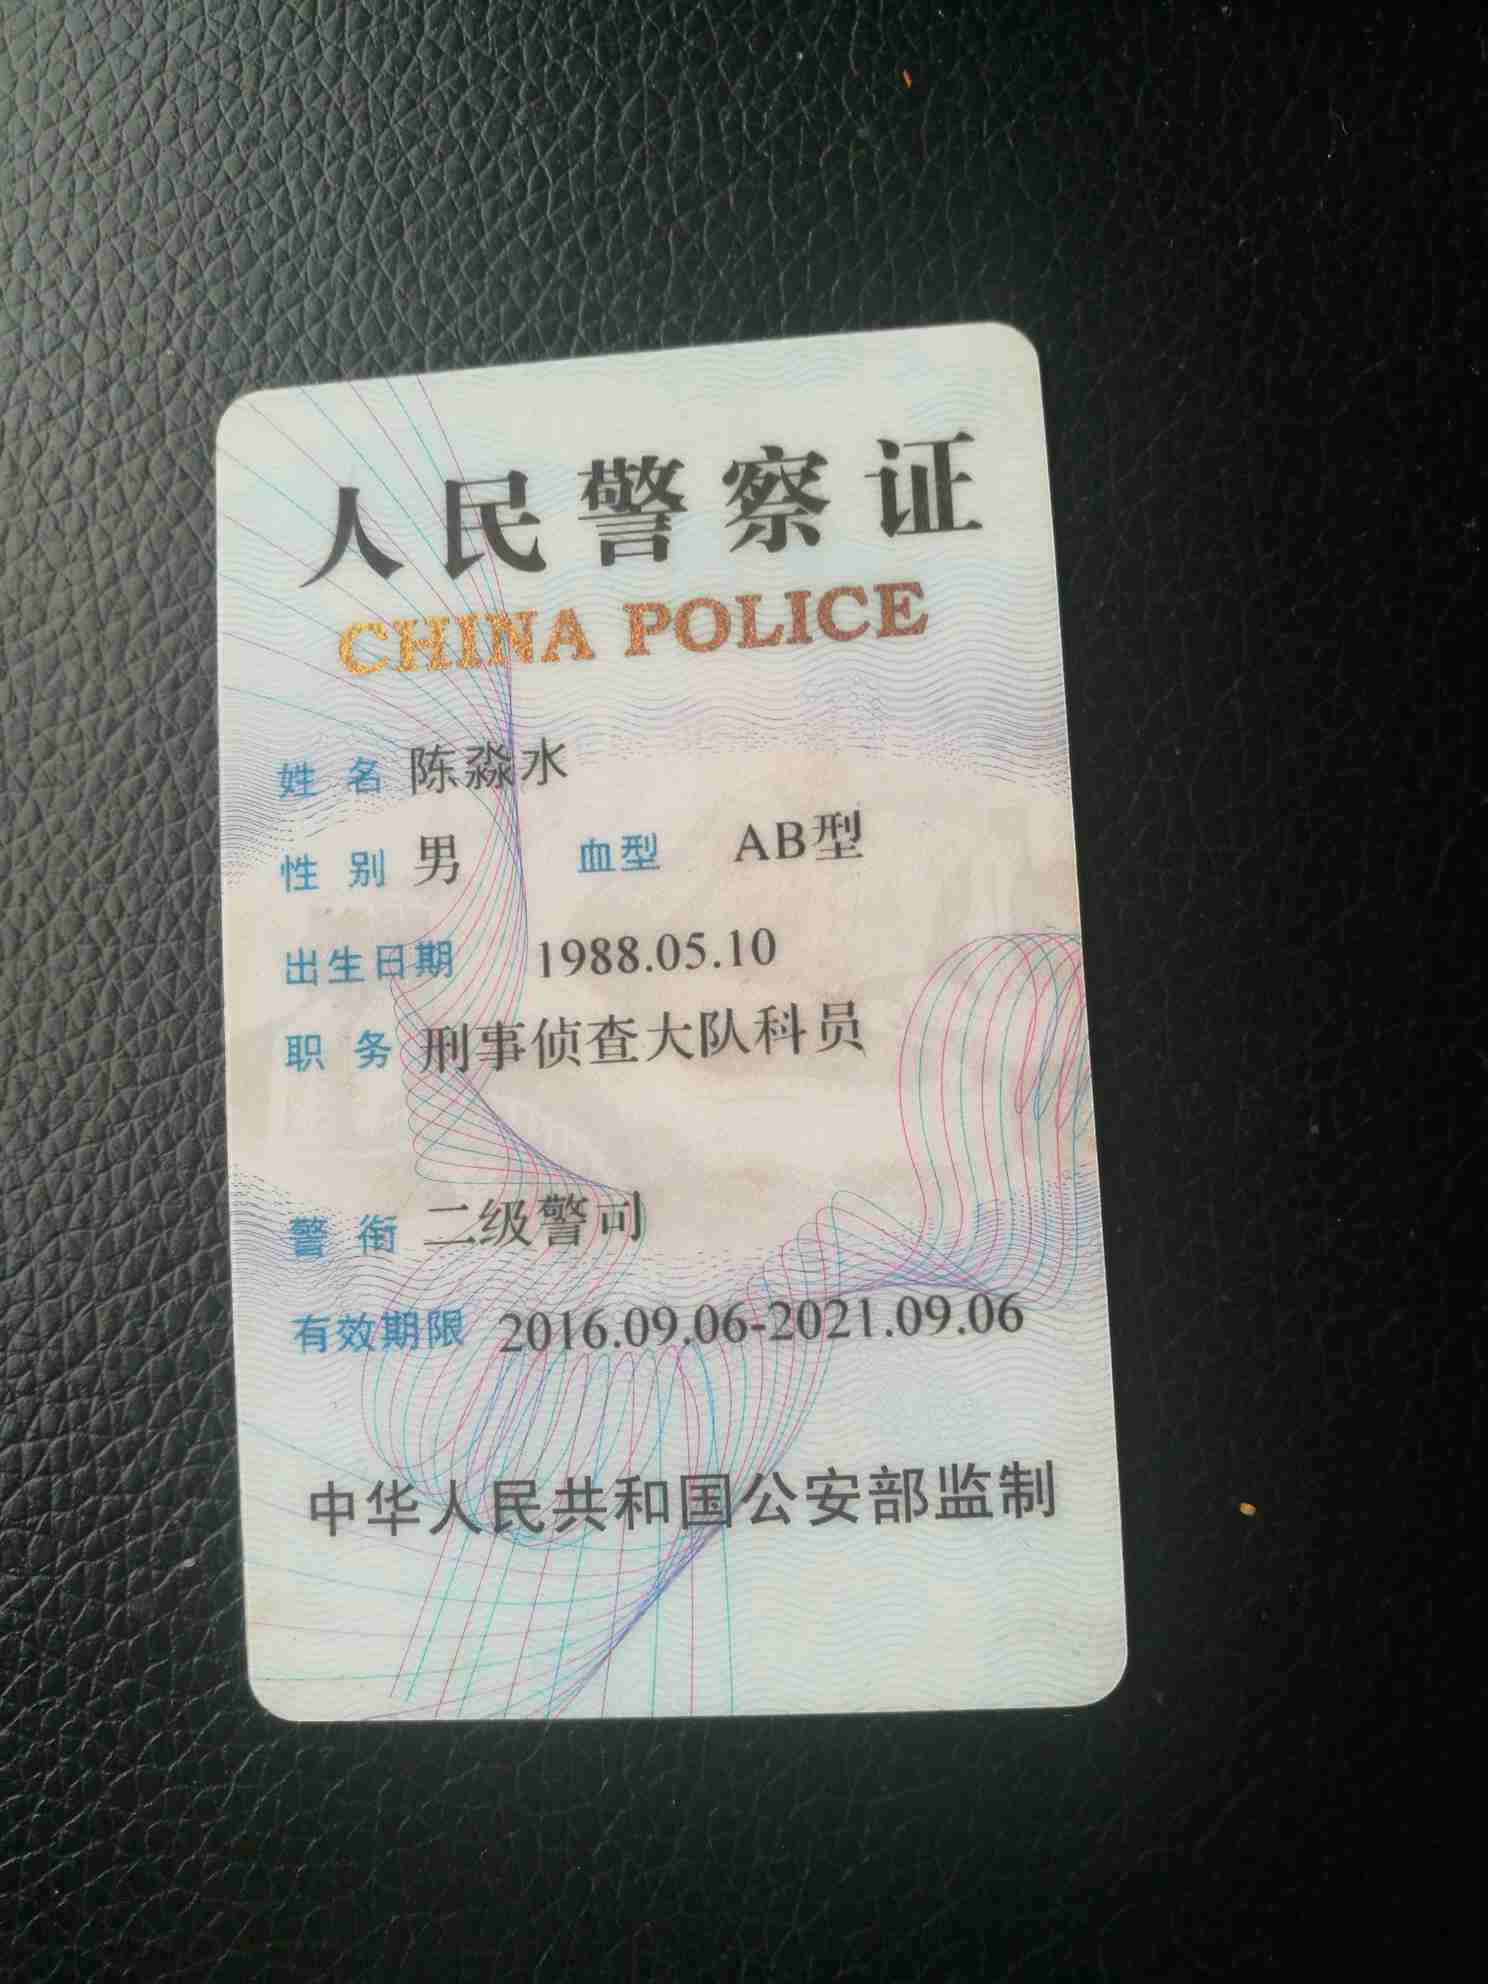 人民警察证
CHINA POLICE
姓 名 陈淼水
性 别 男 血型 AB型
出生日期 1988.05.10
职 务 刑事侦查大队科员
警 衔 二级警司
有效期限 2016.09.06-2021.09.06
中华人民共和国公安部监制